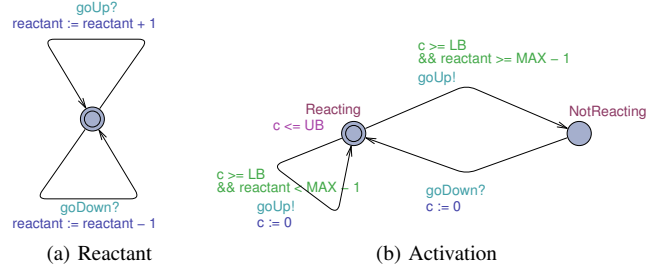 goUp?
reactant := reactant + 1
goDown?
reactant := reactant − 1
(a) Reactant
c >= LB
&& reactant >= MAX − 1
goUp!
Reacting
c <= UB
NotReacting
c >= LB
&& reactant < MAX − 1
goUp!
c := 0
goDown?
c := 0
(b) Activation